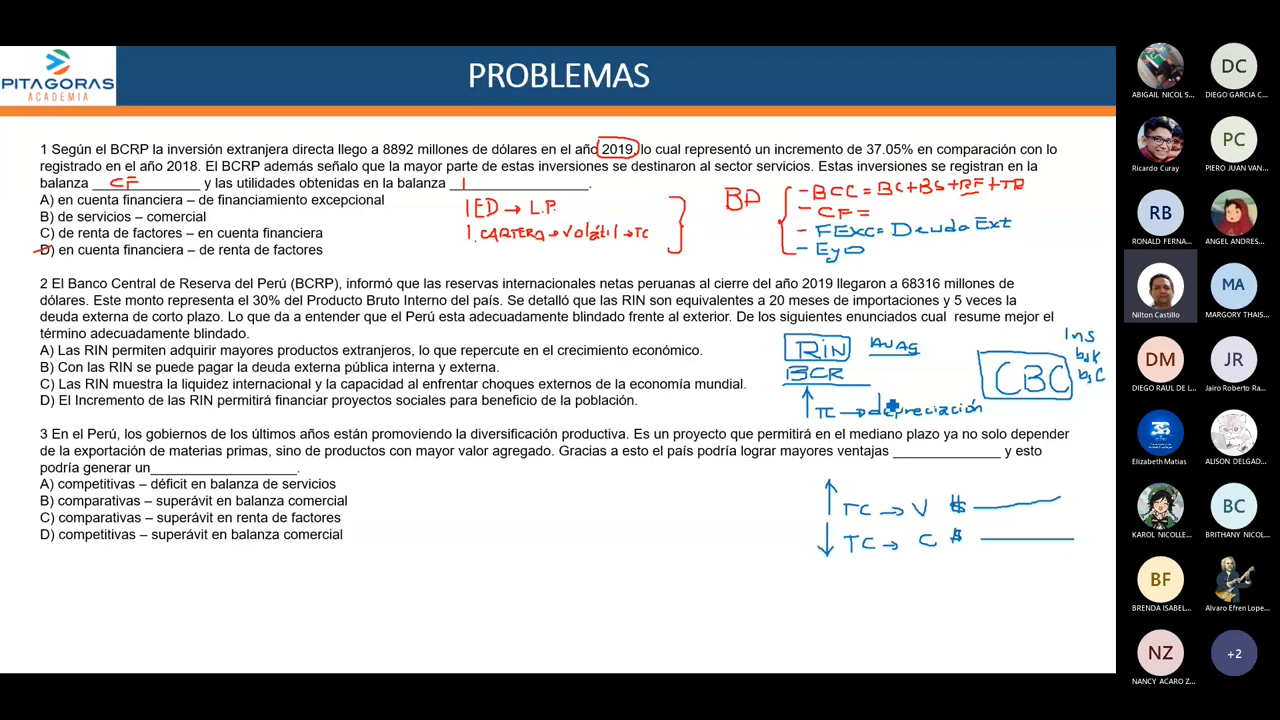 PITAGORAS
ACADEMIA
PROBLEMAS
1 Según el BCRP la inversión extranjera directa llego a 8892 millones de dólares en el año 2019, lo cual representó un incremento de 37.05% en comparación con lo
registrado en el año 2018. El BCRP además señalo que la mayor parte de estas inversiones se destinaron al sector servicios. Estas inversiones se registran en la
balanza ___CF___ y las utilidades obtenidas en la balanza ____________.
A) en cuenta financiera – de financiamiento excepcional
B) de servicios – comercial
C) de renta de factores – en cuenta financiera
D) en cuenta financiera – de renta de factores
IED → L.P.
I. CARTERA → Volátil → TC
BP
- BCC = BC + BS + RF + TR
- CF =
- FEXC = Deuda Ext
- EyO
2 El Banco Central de Reserva del Perú (BCRP), informó que las reservas internacionales netas peruanas al cierre del año 2019 llegaron a 68316 millones de
dólares. Este monto representa el 30% del Producto Bruto Interno del país. Se detalló que las RIN son equivalentes a 20 meses de importaciones y 5 veces la
deuda externa de corto plazo. Lo que da a entender que el Perú esta adecuadamente blindado frente al exterior. De los siguientes enunciados cual resume mejor el
término adecuadamente blindado.
A) Las RIN permiten adquirir mayores productos extranjeros, lo que repercute en el crecimiento económico.
B) Con las RIN se puede pagar la deuda externa pública interna y externa.
C) Las RIN muestra la liquidez internacional y la capacidad al enfrentar choques externos de la economía mundial.
D) El Incremento de las RIN permitirá financiar proyectos sociales para beneficio de la población.
RIN
BCR
↑ TC → depreciación
CBC
Ins
bsK
bsC
3 En el Perú, los gobiernos de los últimos años están promoviendo la diversificación productiva. Es un proyecto que permitirá en el mediano plazo ya no solo depender
de la exportación de materias primas, sino de productos con mayor valor agregado. Gracias a esto el país podría lograr mayores ventajas ____________ y esto
podría generar un____________.
A) competitivas – déficit en balanza de servicios
B) comparativas – superávit en balanza comercial
C) comparativas – superávit en renta de factores
D) competitivas – superávit en balanza comercial
↑ TC → V $
↓ TC → C $
ABIGAIL NICOL S...
DC
DIEGO GARCIA C...
Ricardo Curay
PC
PIERO JUAN VAN...
RB
RONALD FERNA...
ANGEL ANDRES...
Nilton Castillo
MA
MARGORY THAIS...
DM
DIEGO RAUL DE L...
JR
Jairo Roberto Ra...
Elizabeth Matias
ALISON DELGAD...
KAROL NICOLLE...
BC
BRITHANY NICOL...
BF
BRENDA ISABEL...
Alvaro Efren Lope...
NZ
NANCY ACARO Z...
+2